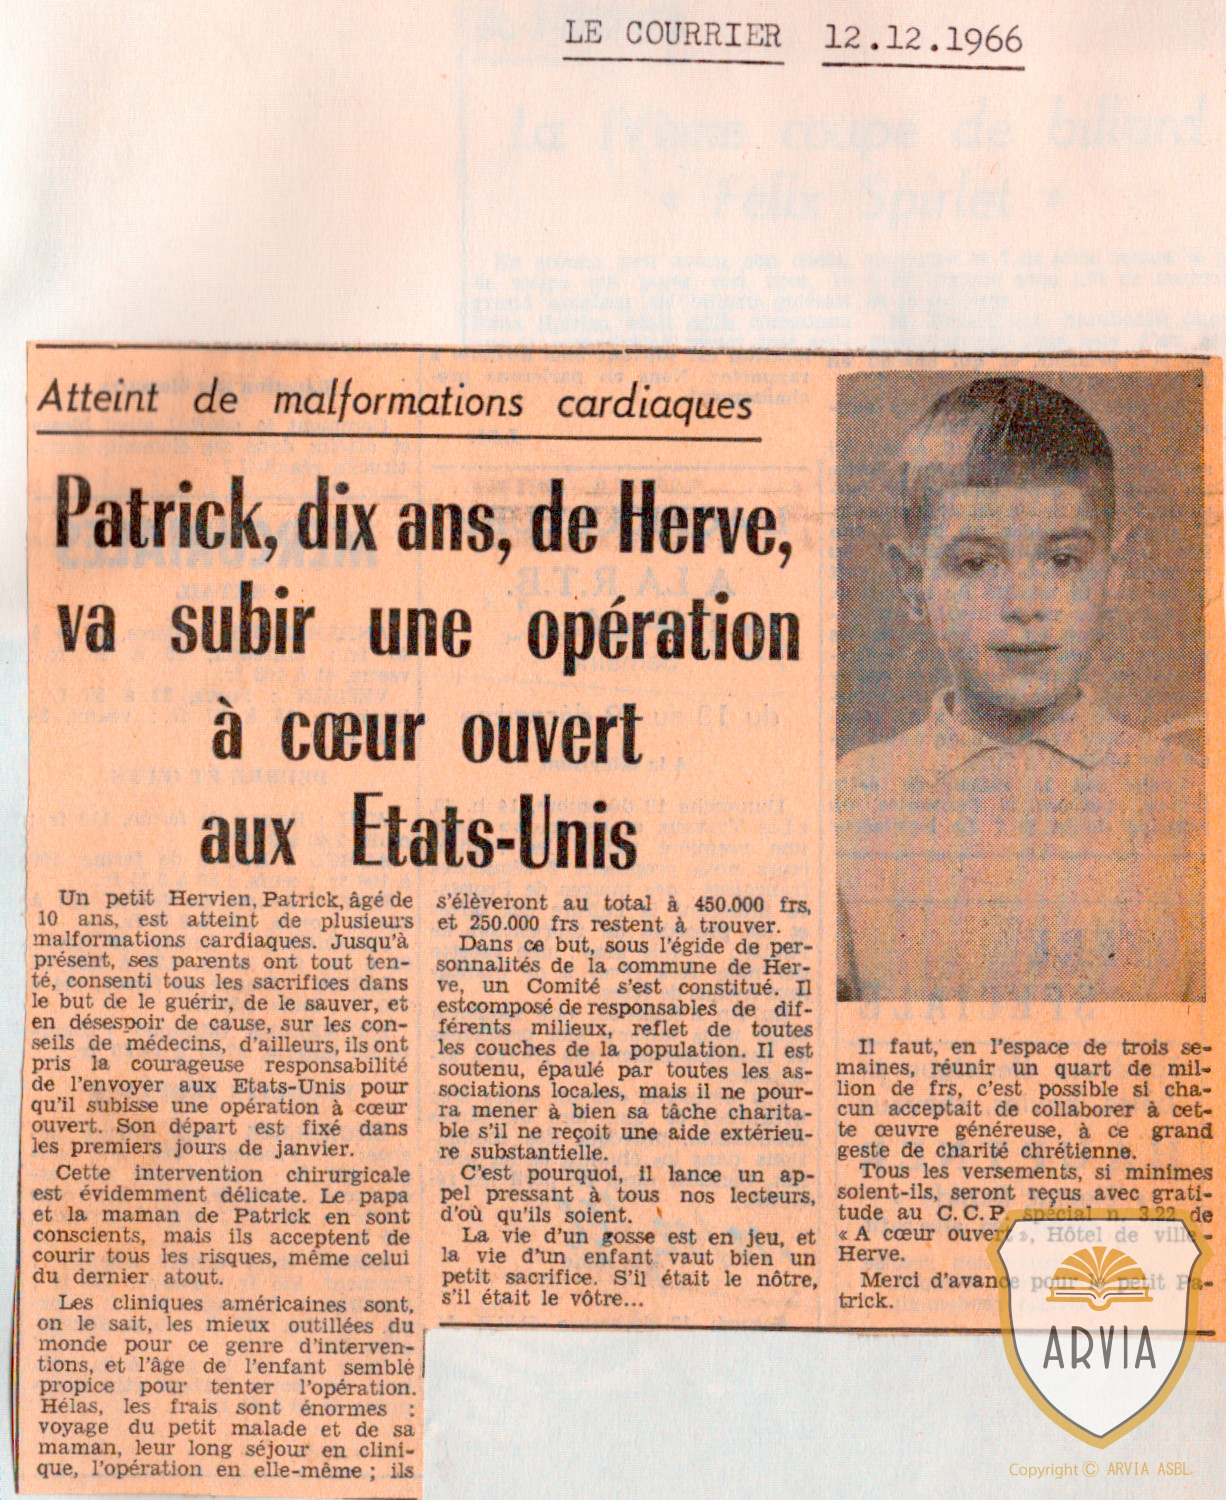 LE COURRIER 12.12.1966
Atteint de malformations cardiaques
Patrick, dix ans, de Herve,
va subir une opération
à cœur ouvert
aux Etats-Unis
Un petit Hervien, Patrick, âgé de
10 ans, est atteint de plusieurs
malformations cardiaques. Jusqu'à
présent, ses parents ont tout ten-
té, consenti tous les sacrifices dans
le but de le guérir, de le sauver, et
en désespoir de cause, sur les con-
seils de médecins, d'ailleurs, ils ont
pris la courageuse responsabilité
de l'envoyer aux Etats-Unis pour
qu'il subisse une opération à cœur
ouvert. Son départ est fixé dans
les premiers jours de janvier.
Cette intervention chirurgicale
est évidemment délicate. Le papa
et la maman de Patrick en sont
conscients, mais ils acceptent de
courir tous les risques, même celui
du dernier atout.
Les cliniques américaines sont,
on le sait, les mieux outillées du
monde pour ce genre d'interven-
tions, et l'âge de l'enfant semble
propice pour tenter l'opération.
Hélas, les frais sont énormes :
voyage du petit malade et de sa
maman, leur long séjour en clini-
que, l'opération en elle-même ; ils
s'élèveront au total à 450.000 frs,
et 250.000 frs restent à trouver.
Dans ce but, sous l'égide de per-
sonnalités de la commune de Her-
ve, un Comité s'est constitué. Il
estcomposé de responsables de dif-
férents milieux, reflet de toutes
les couches de la population. Il est
soutenu, épaulé par toutes les as-
sociations locales, mais il ne pour-
ra mener à bien sa tâche charita-
ble s'il ne reçoit une aide extérieu-
re substantielle.
C'est pourquoi, il lance un ap-
pel pressant à tous nos lecteurs,
d'où qu'ils soient.
La vie d'un gosse est en jeu, et
la vie d'un enfant vaut bien un
petit sacrifice. S'il était le nôtre,
s'il était le vôtre...
Il faut, en l'espace de trois se-
maines, réunir un quart de mil-
lion de frs, c'est possible si cha-
cun acceptait de collaborer à cet-
te œuvre généreuse, à ce grand
geste de charité chrétienne.
Tous les versements, si minimes
soient-ils, seront reçus avec grati-
tude au C.C.P. spécial n. 3.22 de
« A cœur ouvert », Hôtel de ville -
Herve.
Merci d'avance pour le petit Pa-
trick.
ARVIA
Copyright © ARVIA ASBL.